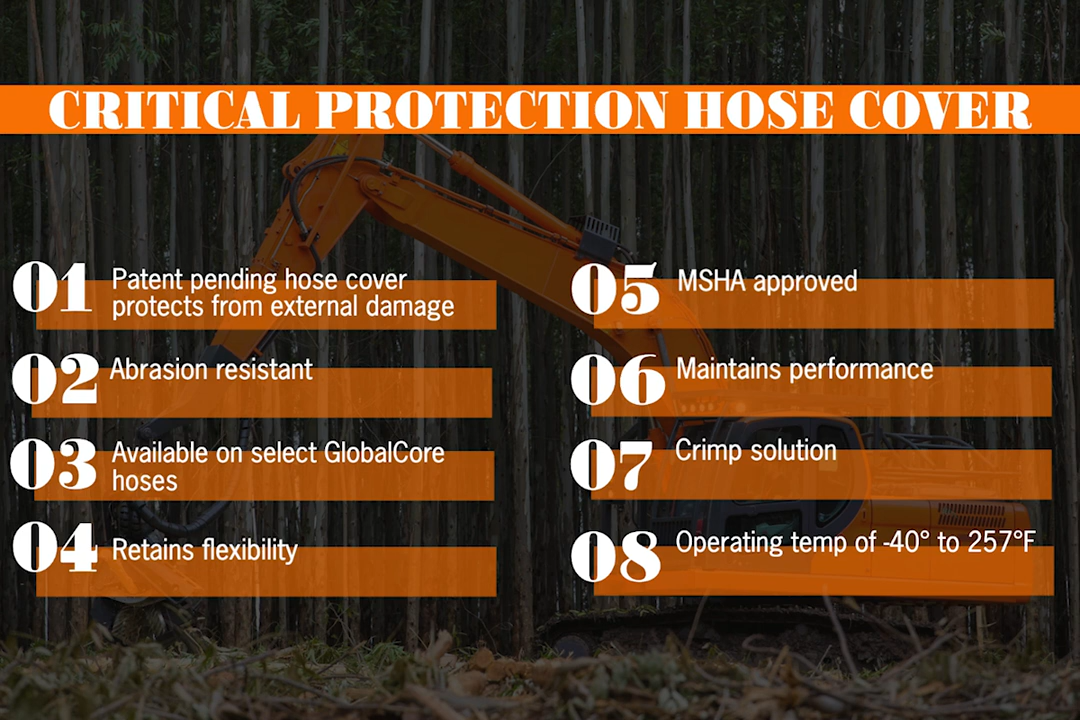 CRITICAL PROTECTION HOSE COVER
01
Patent pending hose cover
protects from external damage
02
Abrasion resistant
03
Available on select GlobalCore
hoses
04
Retains flexibility
05
MSHA approved
06
Maintains performance
07
Crimp solution
08
Operating temp of -40° to 257°F